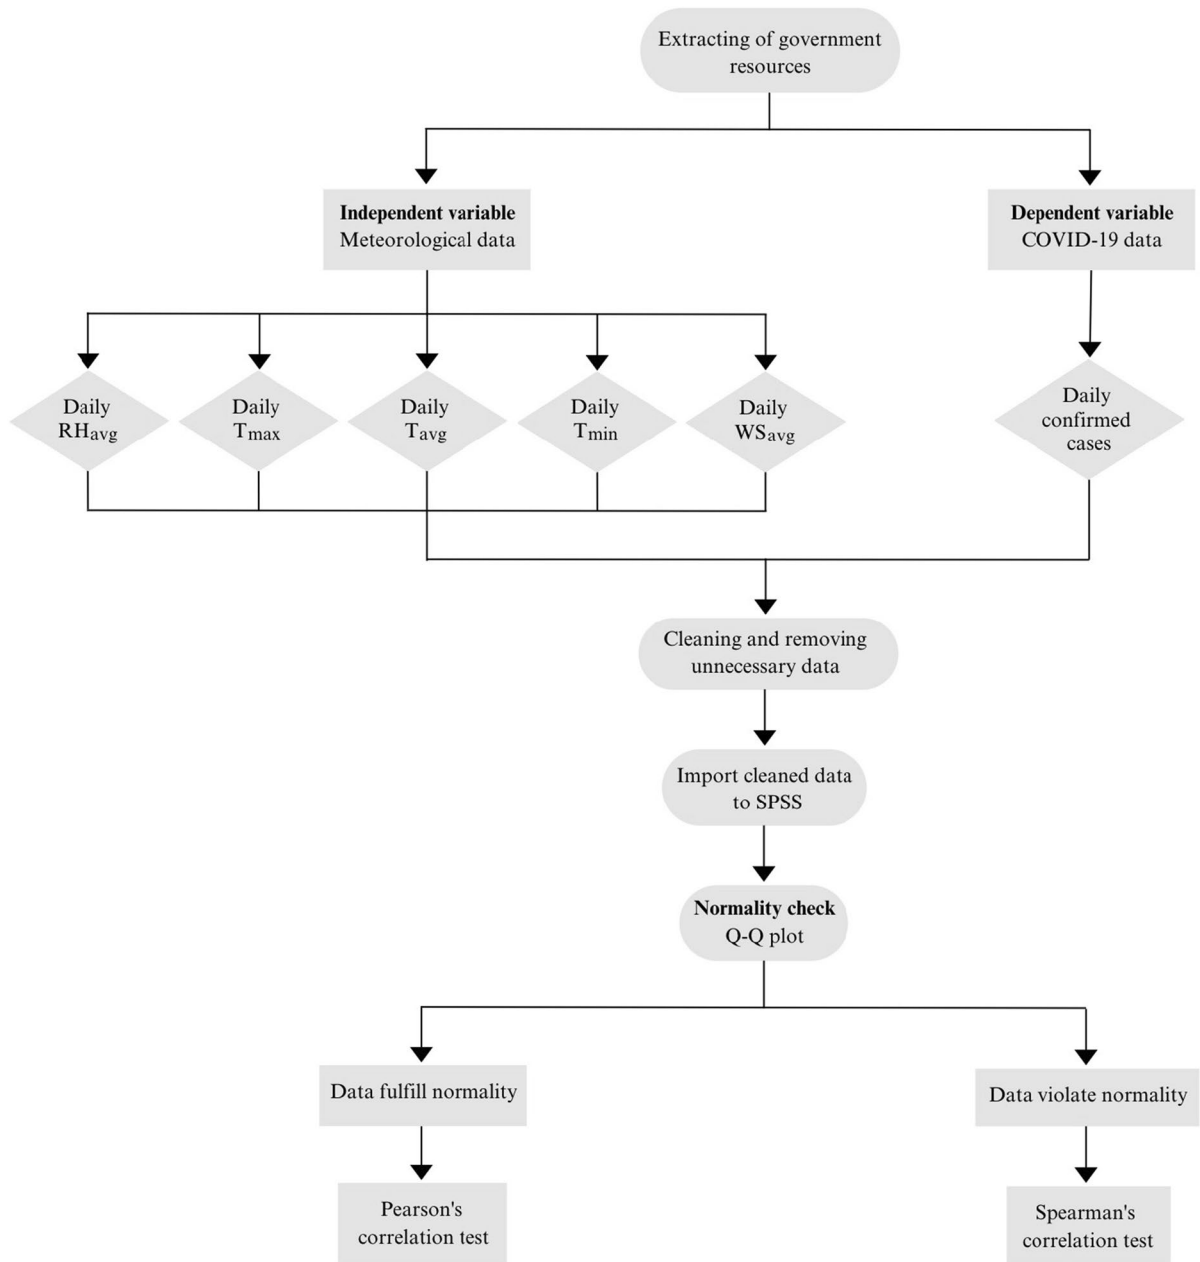 Extracting of government
resources
Independent variable
Meteorological data
Dependent variable
COVID-19 data
Daily
RHavg
Daily
Tmax
Daily
Tavg
Daily
Tmin
Daily
WSavg
Daily
confirmed
cases
Cleaning and removing
unnecessary data
Import cleaned data
to SPSS
Normality check
Q-Q plot
Data fulfill normality
Data violate normality
Pearson's
correlation test
Spearman's
correlation test